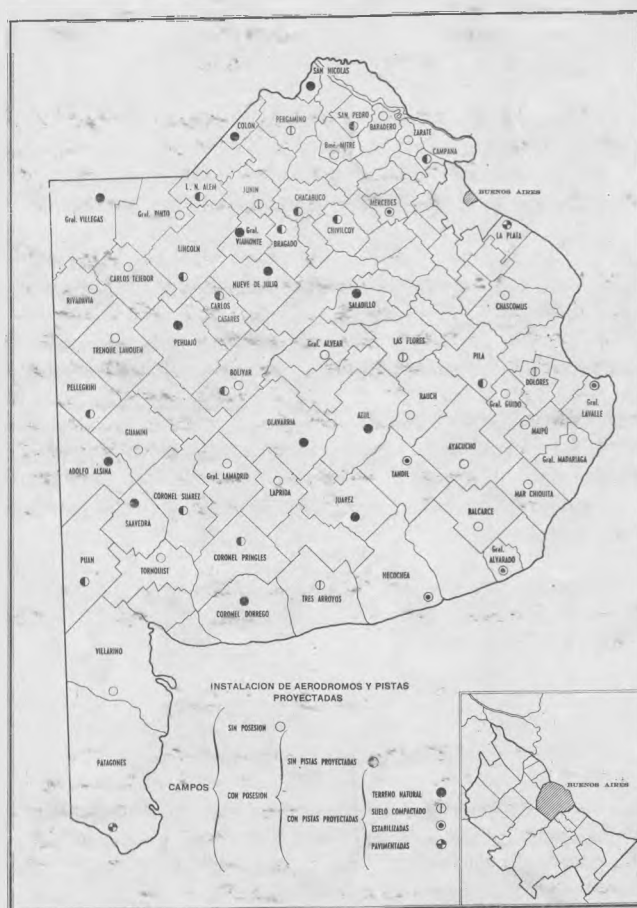 SAN NICOLAS
COLON
PERGAMINO
SAN PEDRO
BARADERO
ZARATE
Bmé. MITRE
CAMPANA
L. N. ALEM
JUNIN
CHACABUCO
MERCEDES
BUENOS AIRES
Gral. VILLEGAS
Gral. PINTO
Gral.
VIAMONTE
BRAGADO
CHIVILCOY
LA PLATA
LINCOLN
CARLOS TEJEDOR
NUEVE DE JULIO
RIVADAVIA
CARLOS
CASARES
SALADILLO
CHASCOMUS
PEHUAJÓ
TRENQUE LAUQUEN
Gral. ALVEAR
LAS FLORES
PILA
DOLORES
BOLIVAR
PELLEGRINI
RAUCH
Gral. GUIDO
Gral.
LAVALLE
OLAVARRIA
AZUL
MAIPÚ
GUAMINI
AYACUCHO
Gral. MADARIAGA
ADOLFO ALSINA
Gral. LAMADRID
TANDIL
CORONEL SUAREZ
LAPRIDA
MAR CHIQUITA
SAAVEDRA
JUAREZ
BALCARCE
PUAN
CORONEL PRINGLES
Gral.
ALVARADO
TORNQUIST
NECOCHEA
TRES ARROYOS
CORONEL DORREGO
VILLARINO
PATAGONES
INSTALACION DE AERODROMOS Y PISTAS
PROYECTADAS
CAMPOS
SIN POSESION
CON POSESION
SIN PISTAS PROYECTADAS
CON PISTAS PROYECTADAS
TERRENO NATURAL
SUELO COMPACTADO
ESTABILIZADAS
PAVIMENTADAS
BUENOS AIRES